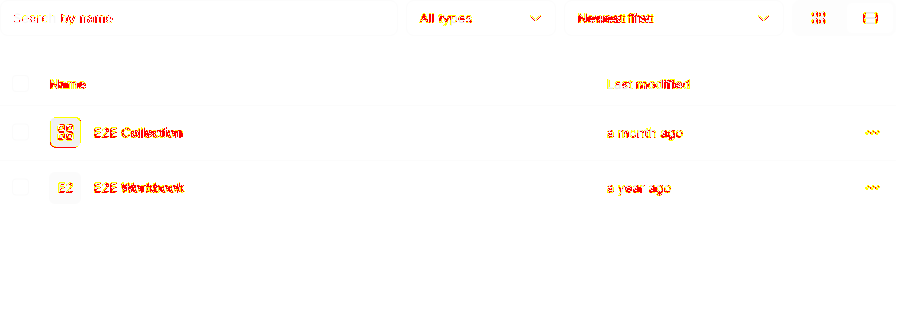 Search by name All types Newest first
Name Last modified
E2E Collection a month ago
E2E Workbook a year ago